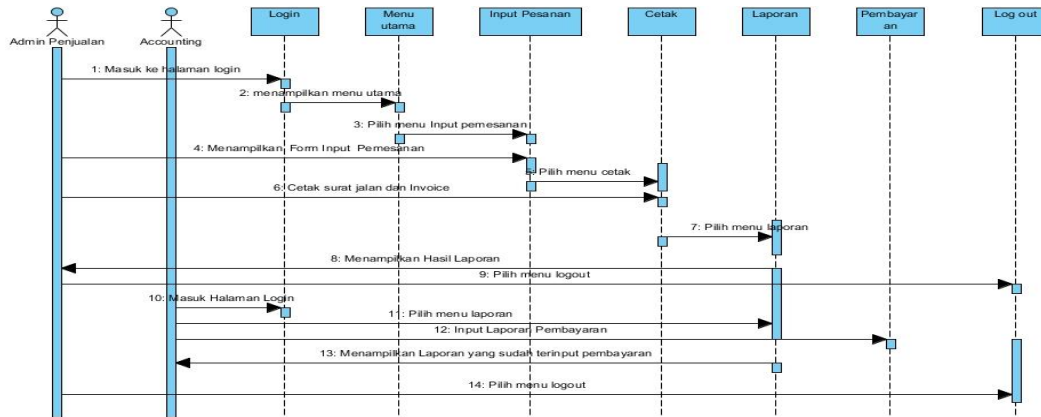 Login
Menu
utama
Input Pesanan
Cetak
Laporan
Pembayar
an
Log out
Admin Penjualan
Accounting
1: Masuk ke halaman login
2: menampilkan menu utama
3: Pilih menu Input pemesanan
4: Menampilkan Form Input Pemesanan
5: Pilih menu cetak
6: Cetak surat jalan dan Invoice
7: Pilih menu laporan
8: Menampilkan Hasil Laporan
9: Pilih menu logout
10: Masuk Halaman Login
11: Pilih menu laporan
12: Input Laporan Pembayaran
13: Menampilkan Laporan yang sudah terinput pembayaran
14: Pilih menu logout